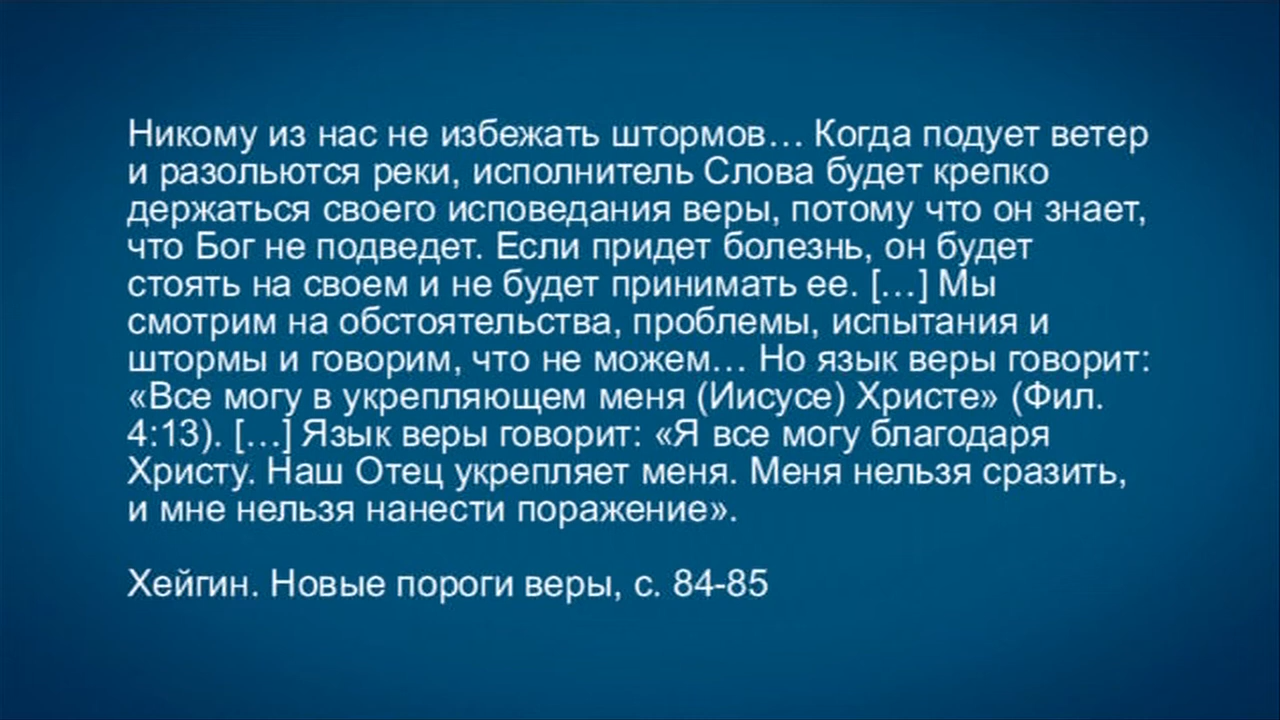 Никому из нас не избежать штормов… Когда подует ветер
и разольются реки, исполнитель Слова будет крепко
держаться своего исповедания веры, потому что он знает,
что Бог не подведет. Если придет болезнь, он будет
стоять на своем и не будет принимать ее. […] Мы
смотрим на обстоятельства, проблемы, испытания и
штормы и говорим, что не можем… Но язык веры говорит:
«Все могу в укрепляющем меня (Иисусе) Христе» (Фил.
4:13). […] Язык веры говорит: «Я все могу благодаря
Христу. Наш Отец укрепляет меня. Меня нельзя сразить,
и мне нельзя нанести поражение».
Хейгин. Новые пороги веры, с. 84-85